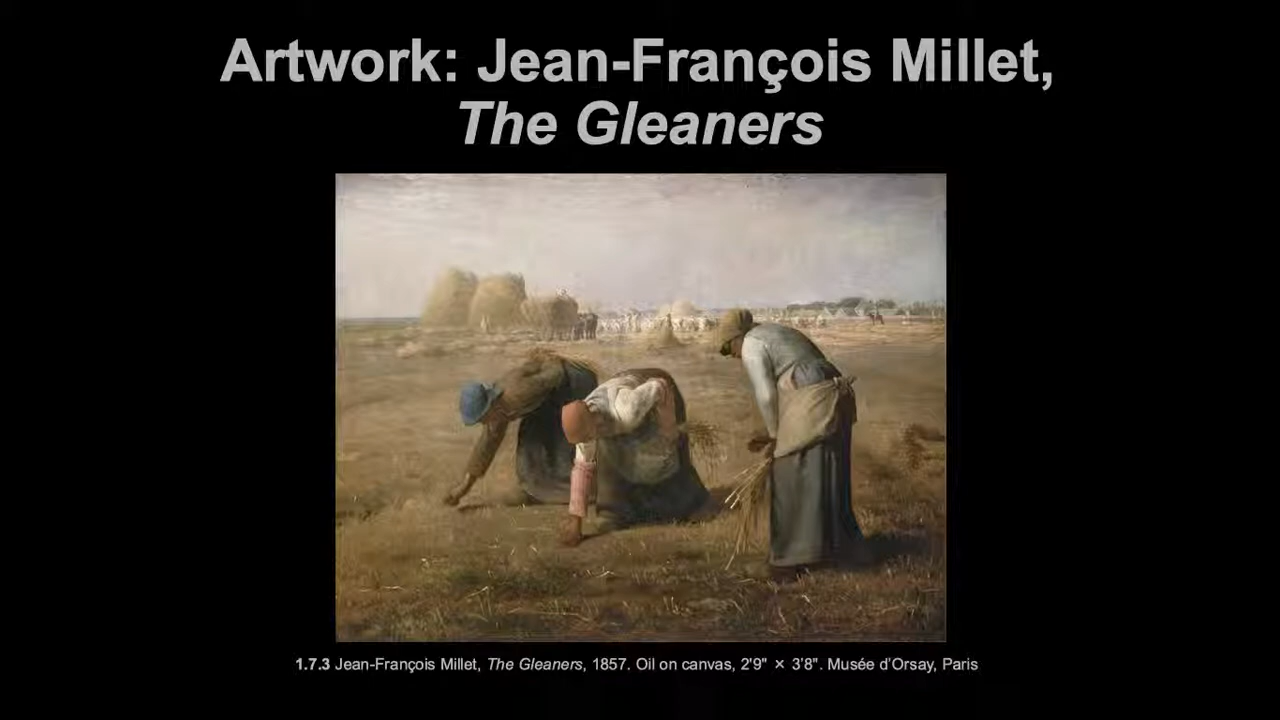 Artwork: Jean-François Millet,
The Gleaners
1.7.3 Jean-François Millet, The Gleaners, 1857. Oil on canvas, 2'9" × 3'8". Musée d'Orsay, Paris